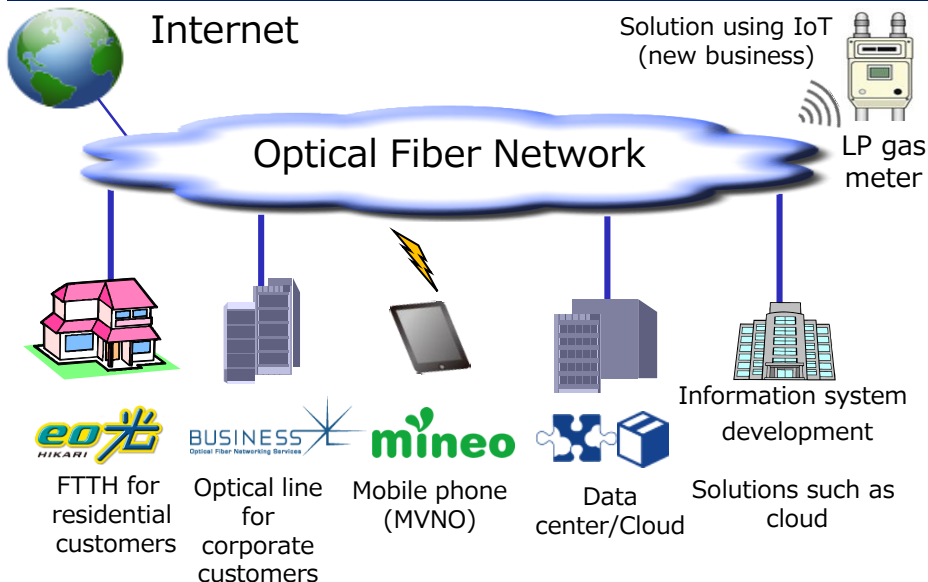 Internet
Solution using IoT
(new business)
Optical Fiber Network
LP gas
meter
eo光
HIKARI
BUSINESS
Optical Fiber Networking Services
mineo
Information system
development
FTTH for
residential
customers
Optical line
for
corporate
customers
Mobile phone
(MVNO)
Data
center/Cloud
Solutions such as
cloud